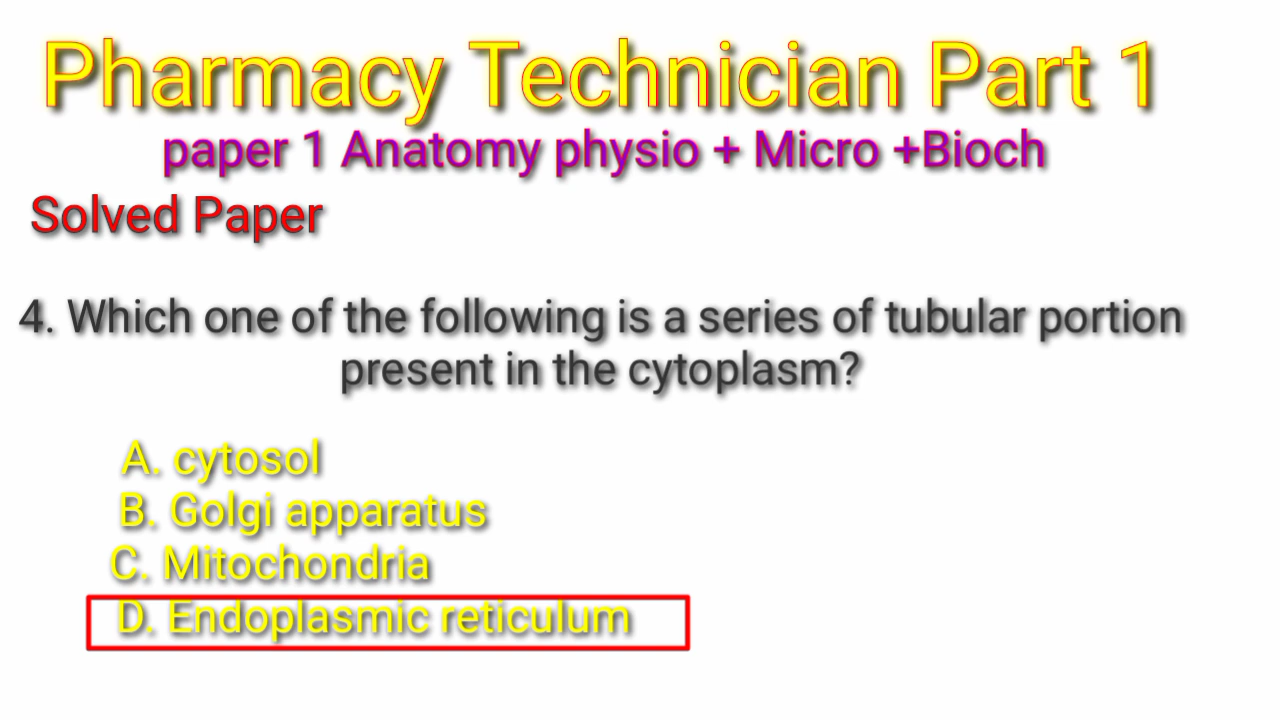 Pharmacy Technician Part 1
paper 1 Anatomy physio + Micro +Bioch
Solved Paper
4. Which one of the following is a series of tubular portion
present in the cytoplasm?
A. cytosol
B. Golgi apparatus
C. Mitochondria
D. Endoplasmic reticulum